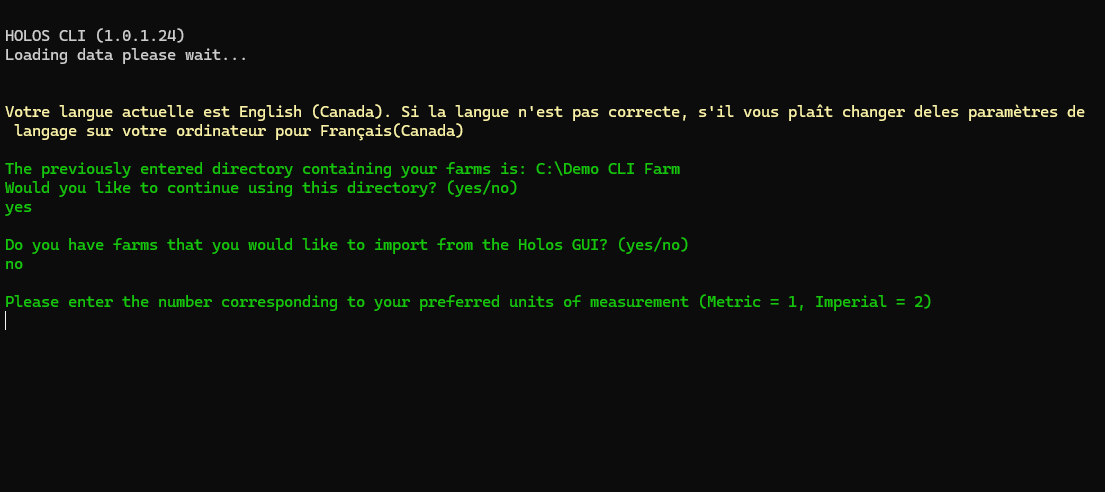 HOLOS CLI (1.0.1.24)
Loading data please wait...
Votre langue actuelle est English (Canada). Si la langue n'est pas correcte, s'il vous plaît changer deles paramètres de
langage sur votre ordinateur pour Français(Canada)
The previously entered directory containing your farms is: C:\Demo CLI Farm
Would you like to continue using this directory? (yes/no)
yes
Do you have farms that you would like to import from the Holos GUI? (yes/no)
no
Please enter the number corresponding to your preferred units of measurement (Metric = 1, Imperial = 2)